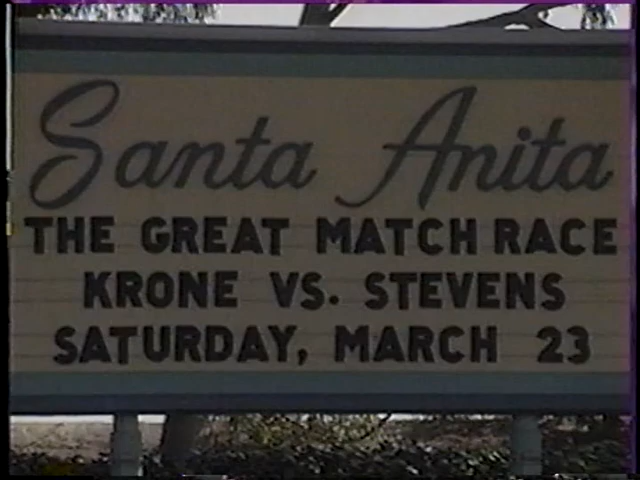 Santa Anita
THE GREAT MATCH RACE
KRONE VS. STEVENS
SATURDAY, MARCH 23